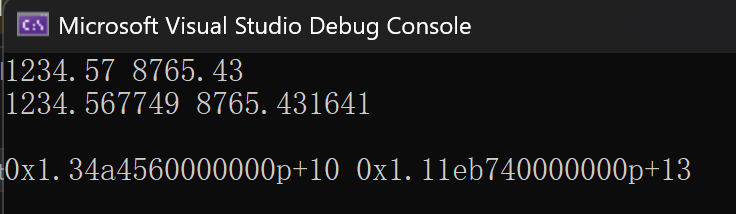 Microsoft Visual Studio Debug Console
1234.57 8765.43
1234.567749 8765.431641
0x1.34a4560000000p+10 0x1.11eb740000000p+13